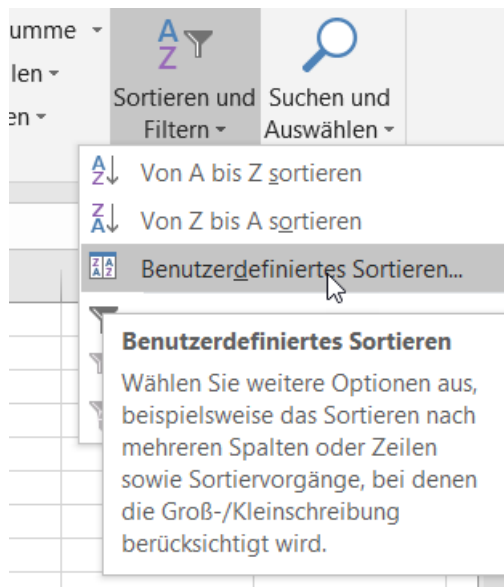 umme
len
en
Sortieren und
Filtern
Suchen und
Auswählen
Von A bis Z sortieren
Von Z bis A sortieren
Benutzerdefiniertes Sortieren...
Benutzerdefiniertes Sortieren
Wählen Sie weitere Optionen aus,
beispielsweise das Sortieren nach
mehreren Spalten oder Zeilen
sowie Sortiervorgänge, bei denen
die Groß-/Kleinschreibung
berücksichtigt wird.